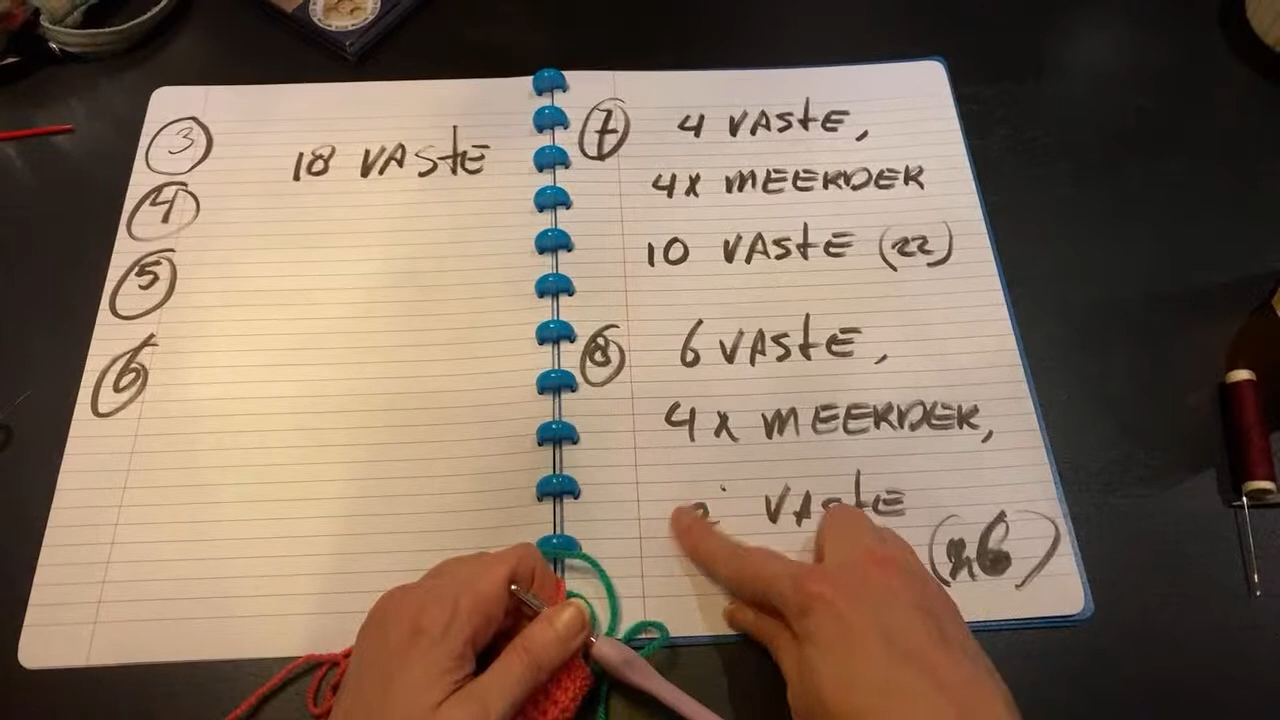 3
18 VASTE
4
5
6
7 4 VASTE,
4X MEERDER
10 VASTE (22)
8 6 VASTE,
4 X MEERDER,
VASTE
(26)